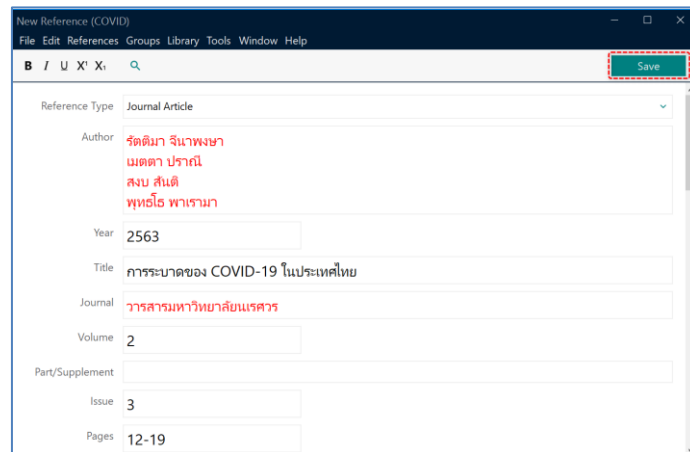 New Reference (COVID)
File Edit References Groups Library Tools Window Help
B I U X¹ X₁ Save
Reference Type Journal Article
Author รัตติมา จีนาพงษา
เมตตา ปราณี
สงบ สันติ
พุทธโธ พาเรามา
Year 2563
Title การระบาดของ COVID-19 ในประเทศไทย
Journal วารสารมหาวิทยาลัยนเรศวร
Volume 2
Part/Supplement
Issue 3
Pages 12-19